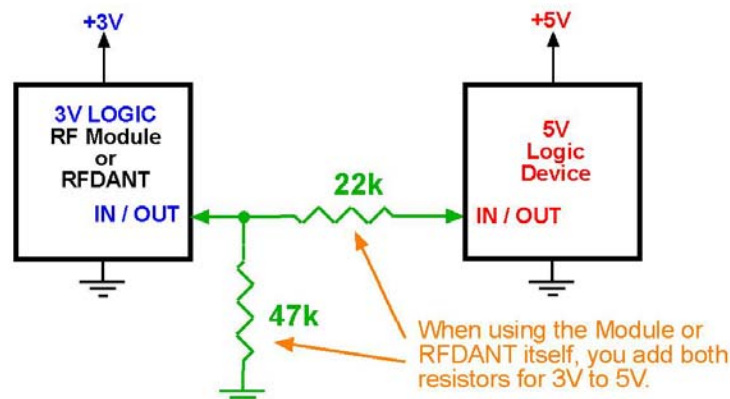 +3V
+5V
3V LOGIC
RF Module
or
RFDANT
IN / OUT
5V
Logic
Device
IN / OUT
22k
47k
When using the Module or
RFDANT itself, you add both
resistors for 3V to 5V.